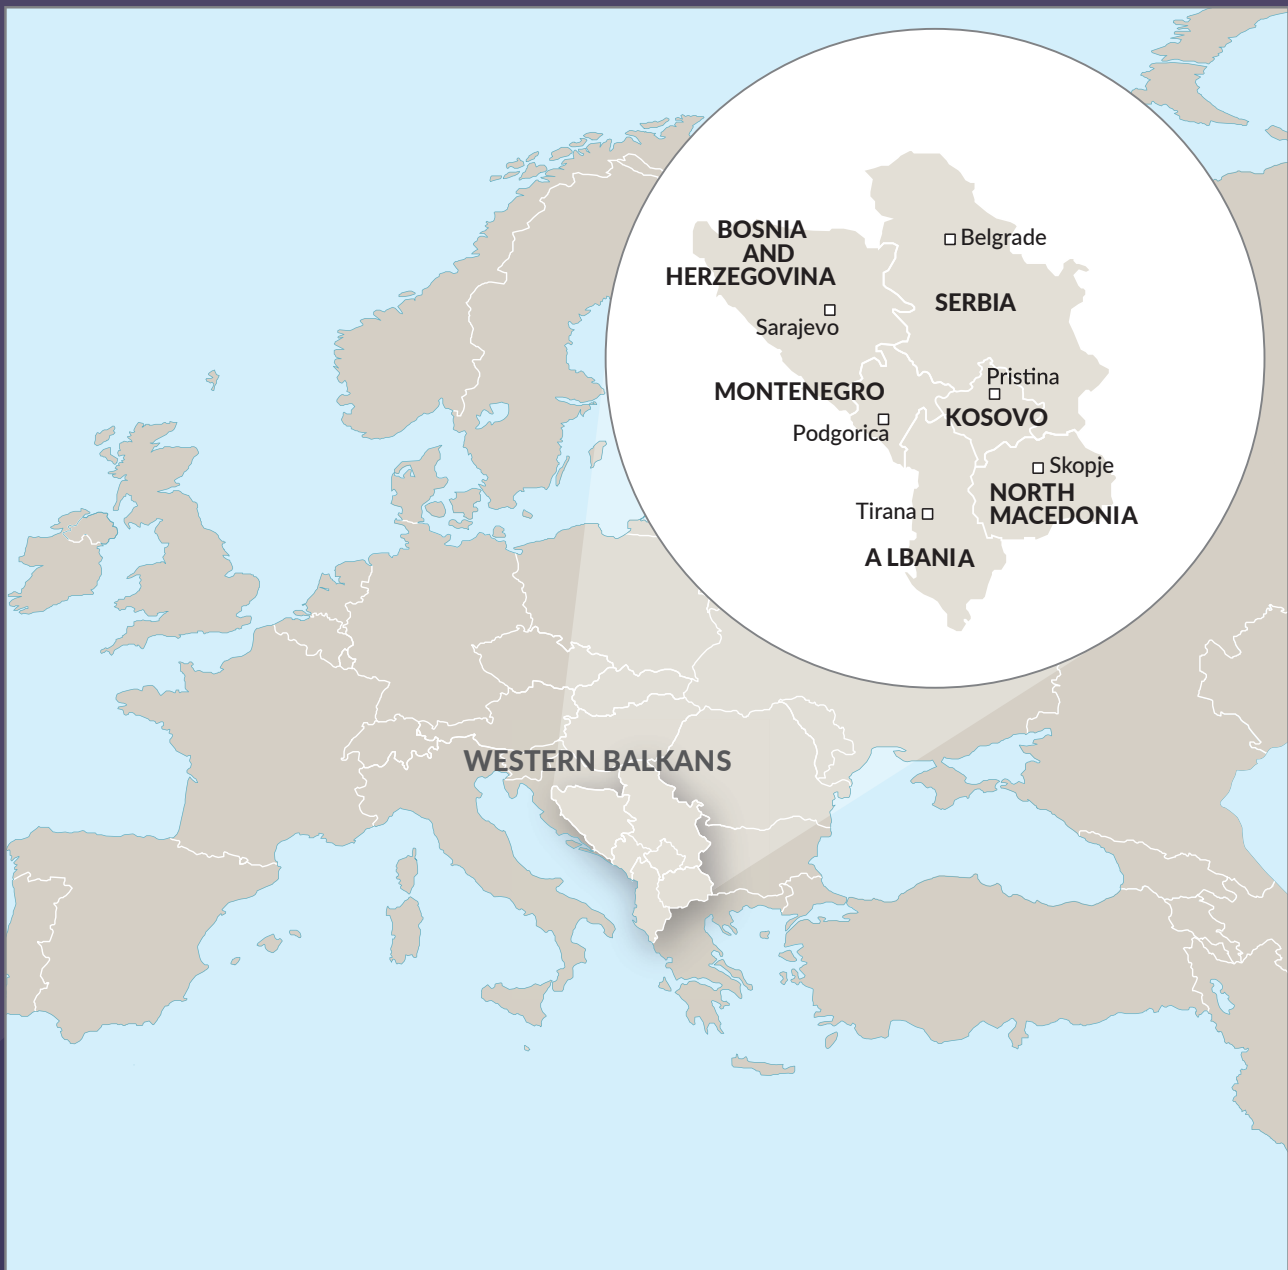 BOSNIA
AND
HERZEGOVINA
Belgrade
SERBIA
Sarajevo
Pristina
MONTENEGRO
KOSOVO
Podgorica
Skopje
NORTH
MACEDONIA
Tirana
A LBANIA
WESTERN BALKANS